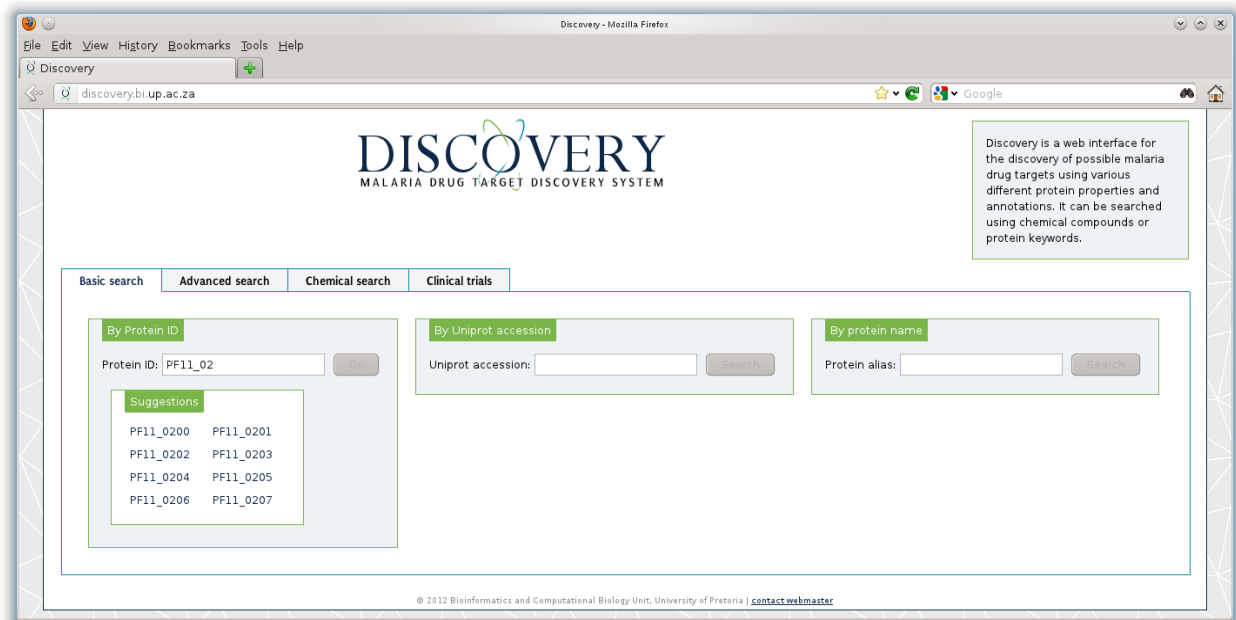 Discovery - Mozilla Firefox
File Edit View History Bookmarks Tools Help
Discovery
discovery.bi.up.ac.za
Google
DISCOVERY
MALARIA DRUG TARGET DISCOVERY SYSTEM
Discovery is a web interface for
the discovery of possible malaria
drug targets using various
different protein properties and
annotations. It can be searched
using chemical compounds or
protein keywords.
Basic search Advanced search Chemical search Clinical trials
By Protein ID By Uniprot accession By protein name
Protein ID: PF11_02 Go Uniprot accession: Search Protein alias: Search
Suggestions
PF11_0200 PF11_0201
PF11_0202 PF11_0203
PF11_0204 PF11_0205
PF11_0206 PF11_0207
© 2012 Bioinformatics and Computational Biology Unit, University of Pretoria | contact webmaster